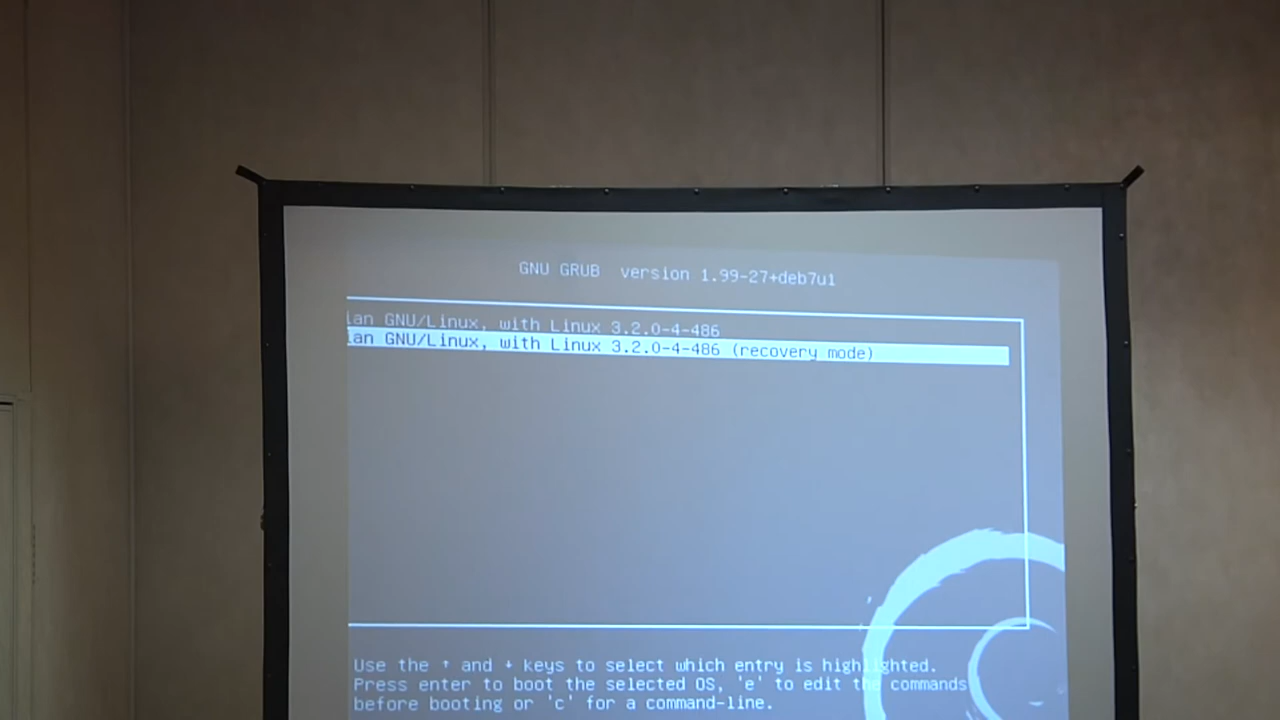 GNU GRUB version 1.99-27+deb7u1
ian GNU/Linux, with Linux 3.2.0-4-486
ian GNU/Linux, with Linux 3.2.0-4-486 (recovery mode)
Use the ↑ and ↓ keys to select which entry is highlighted.
Press enter to boot the selected OS, 'e' to edit the commands
before booting or 'c' for a command-line.